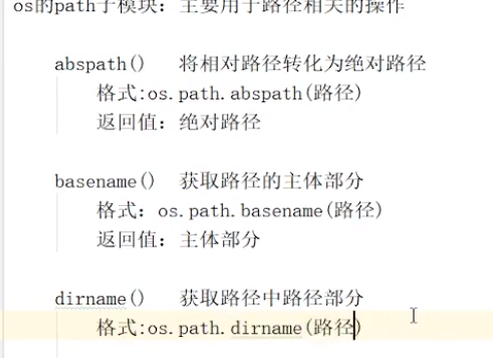 os的path子模块：主要用于路径相关的操作
abspath() 将相对路径转化为绝对路径
格式:os.path.abspath(路径)
返回值：绝对路径
basename() 获取路径的主体部分
格式：os.path.basename(路径)
返回值：主体部分
dirname() 获取路径中路径部分
格式:os.path.dirname(路径)